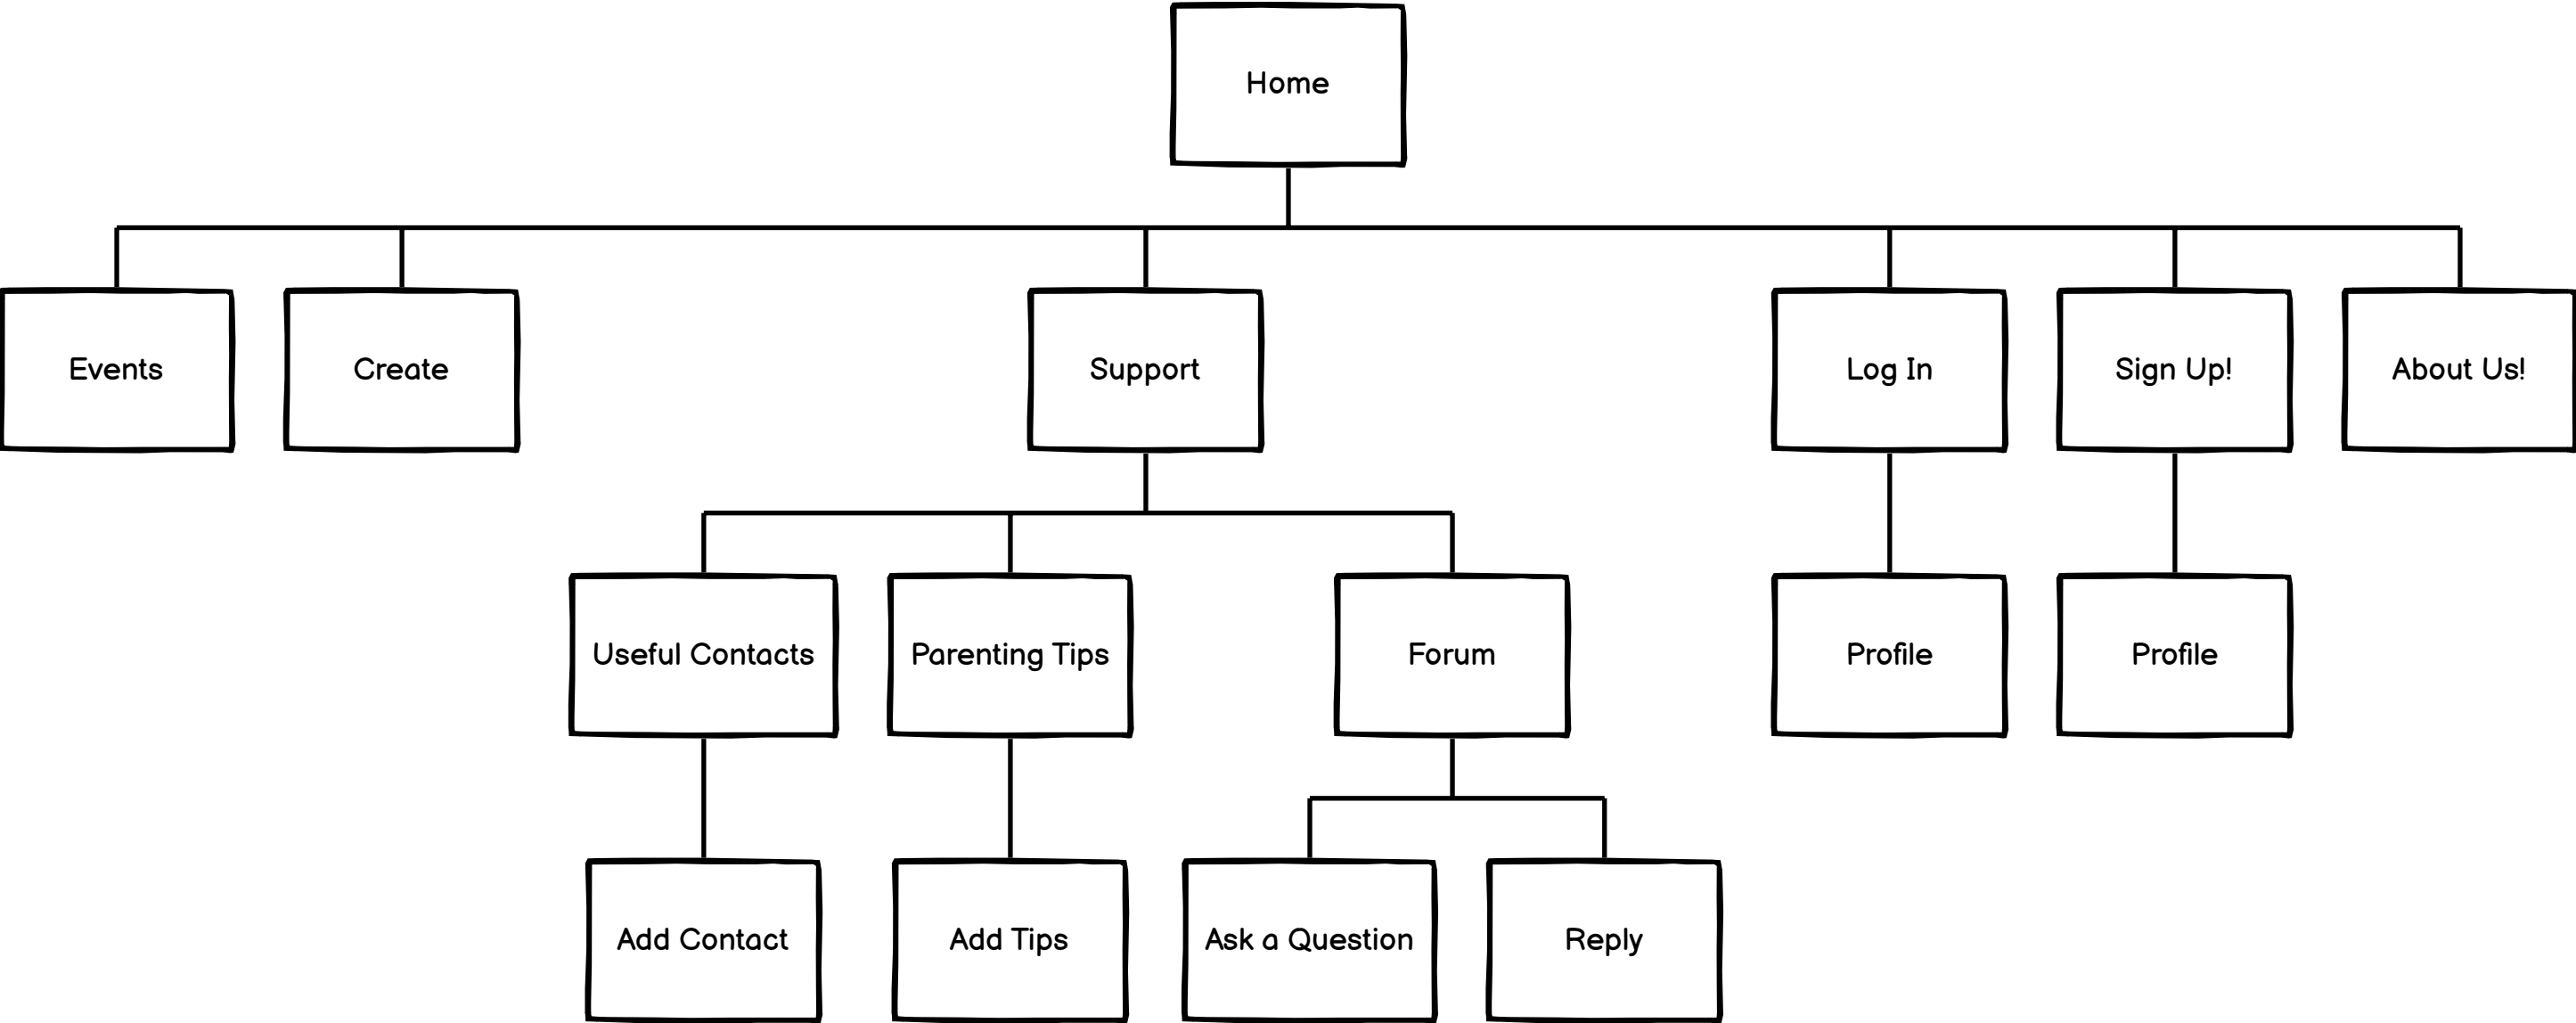 Home
Events
Create
Support
Log In
Sign Up!
About Us!
Useful Contacts
Parenting Tips
Forum
Profile
Profile
Add Contact
Add Tips
Ask a Question
Reply